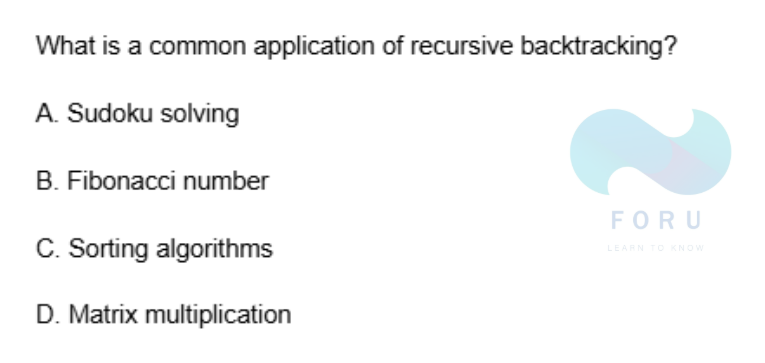 What is a common application of recursive backtracking?
A. Sudoku solving
B. Fibonacci number
FORU
LEARN TO KNOW
C. Sorting algorithms
D. Matrix multiplication